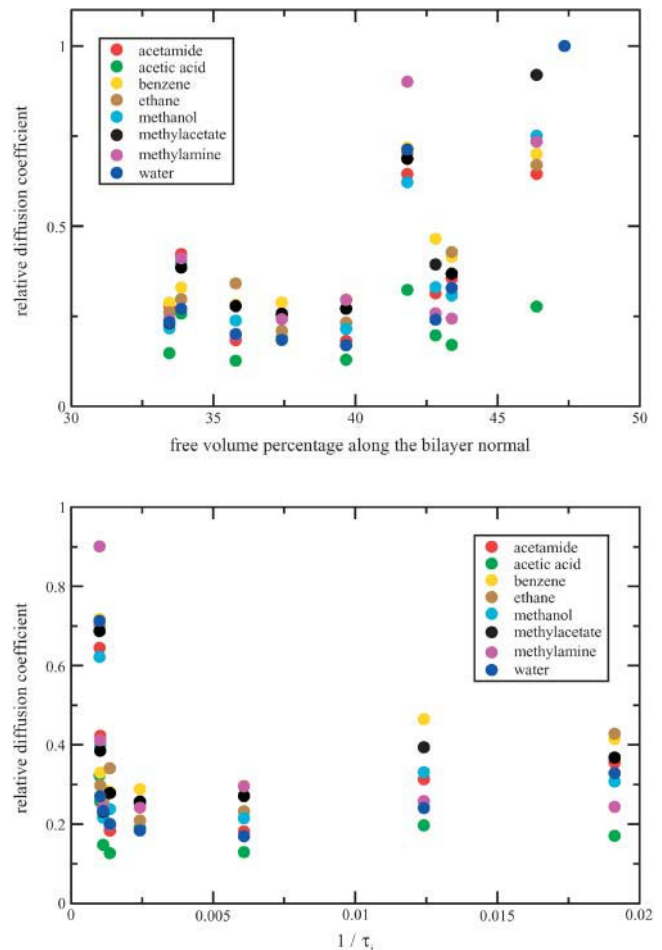 1
acetamide
acetic acid
benzene
ethane
methanol
methylacetate
methylamine
water
relative diffusion coefficient
0.5
0
30 35 40 45 50
free volume percentage along the bilayer normal
1
acetamide
acetic acid
benzene
ethane
methanol
methylacetate
methylamine
water
0.8
relative diffusion coefficient
0.6
0.4
0.2
0
0 0.005 0.01 0.015 0.02
1 / τi